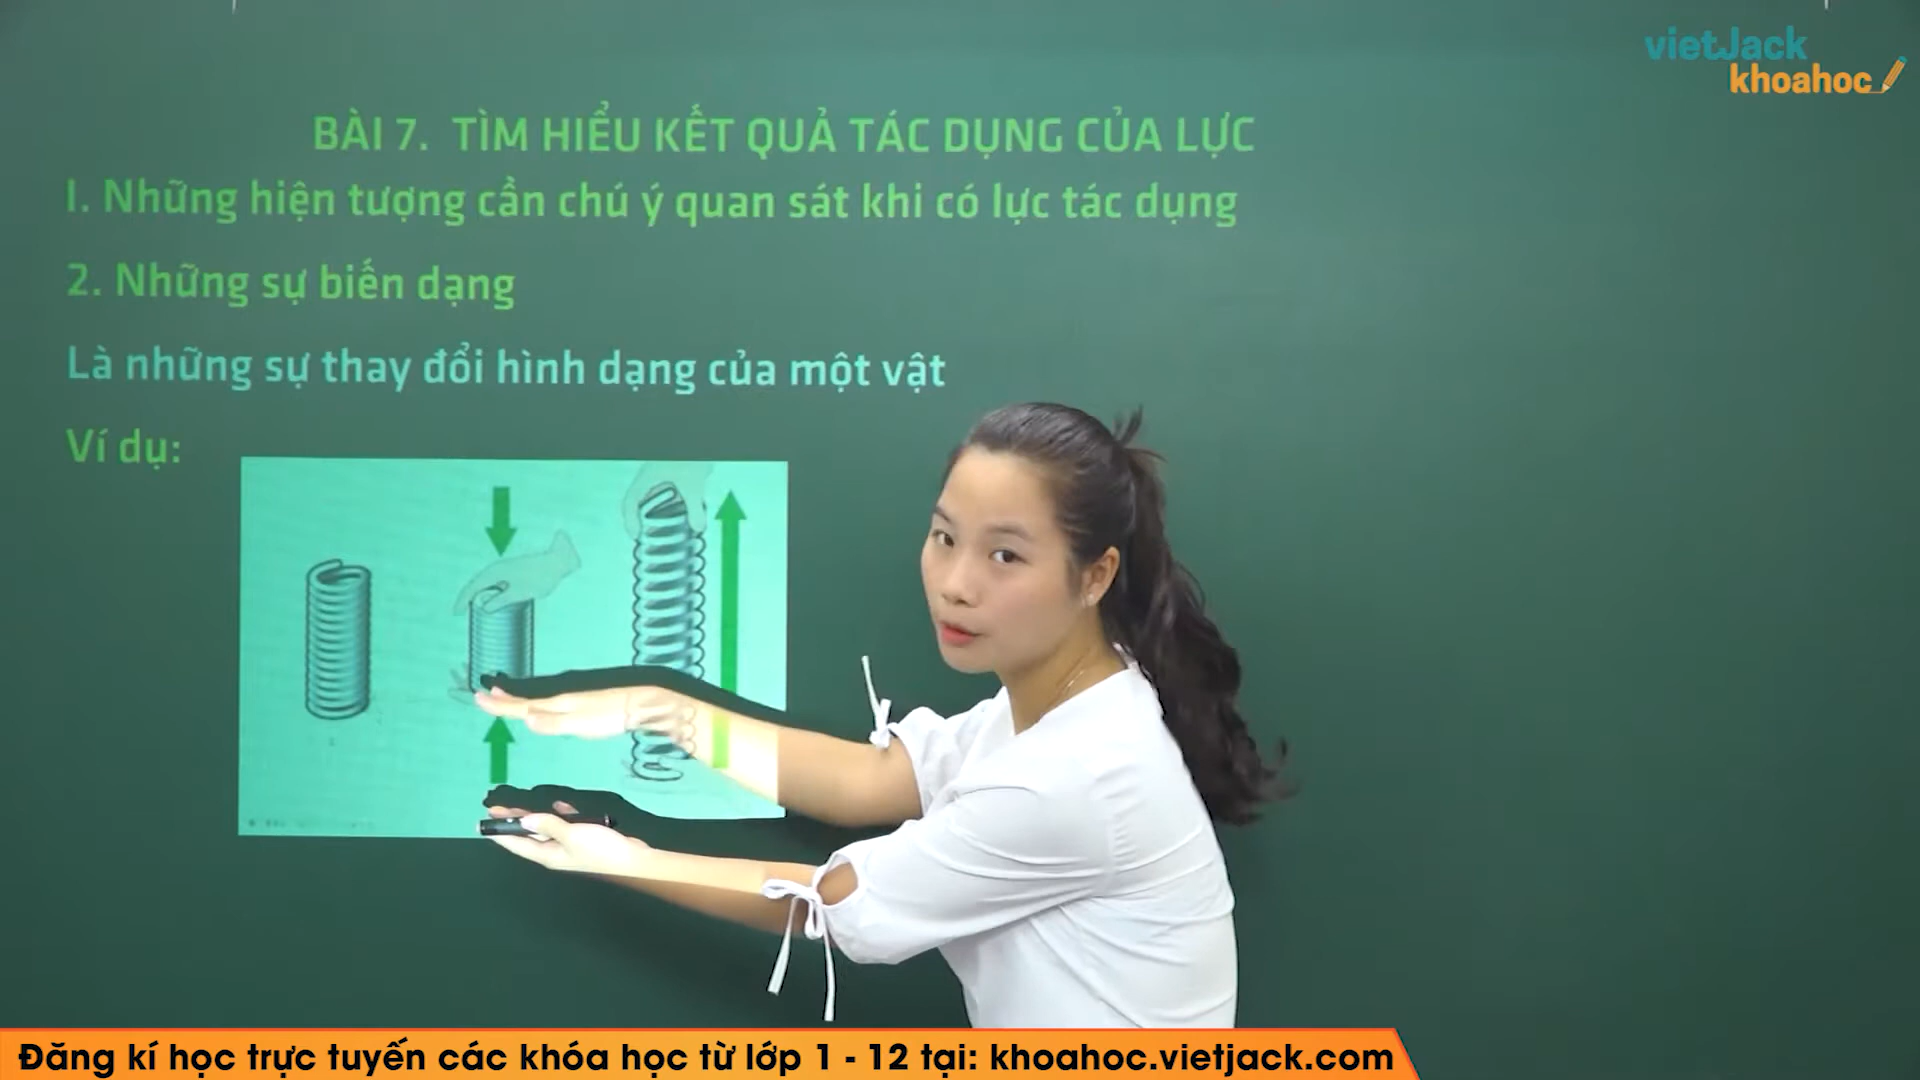 vietJack
khoahoc
BÀI 7. TÌM HIỂU KẾT QUẢ TÁC DỤNG CỦA LỰC
I. Những hiện tượng cần chú ý quan sát khi có lực tác dụng
2. Những sự biến dạng
Là những sự thay đổi hình dạng của một vật
Ví dụ:
Đăng kí học trực tuyến các khóa học từ lớp 1 - 12 tại: khoahoc.vietjack.com